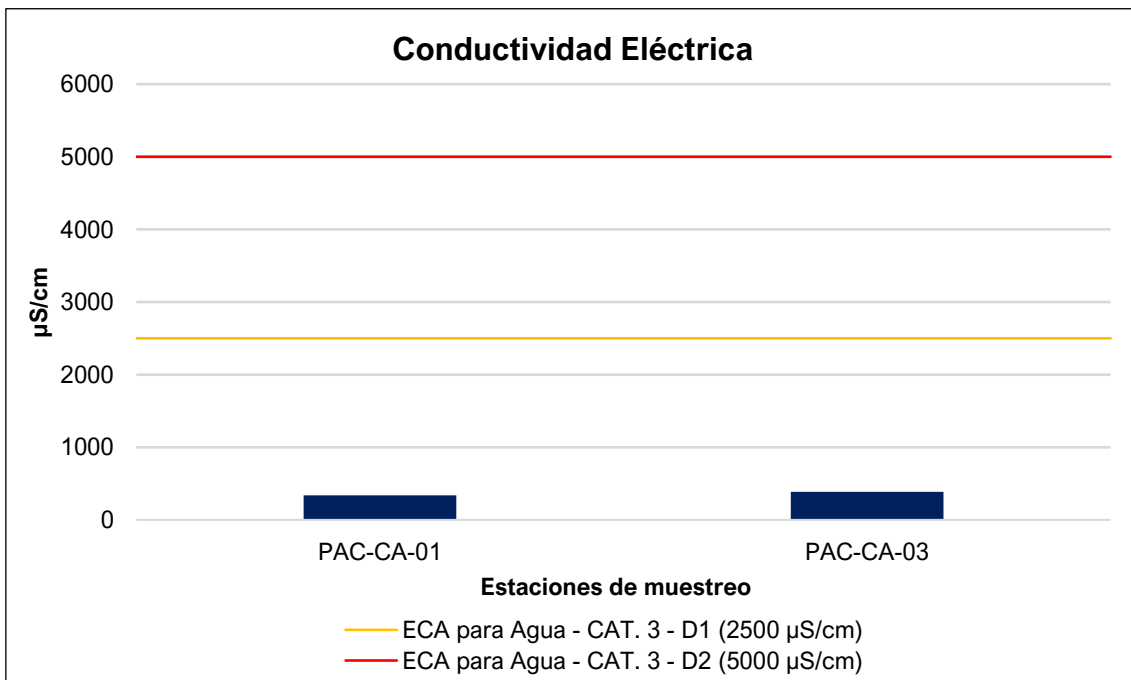 Conductividad Eléctrica
6000
5000
4000
3000
2000
1000
0
µS/cm
PAC-CA-01
PAC-CA-03
Estaciones de muestreo
ECA para Agua - CAT. 3 - D1 (2500 µS/cm)
ECA para Agua - CAT. 3 - D2 (5000 µS/cm)